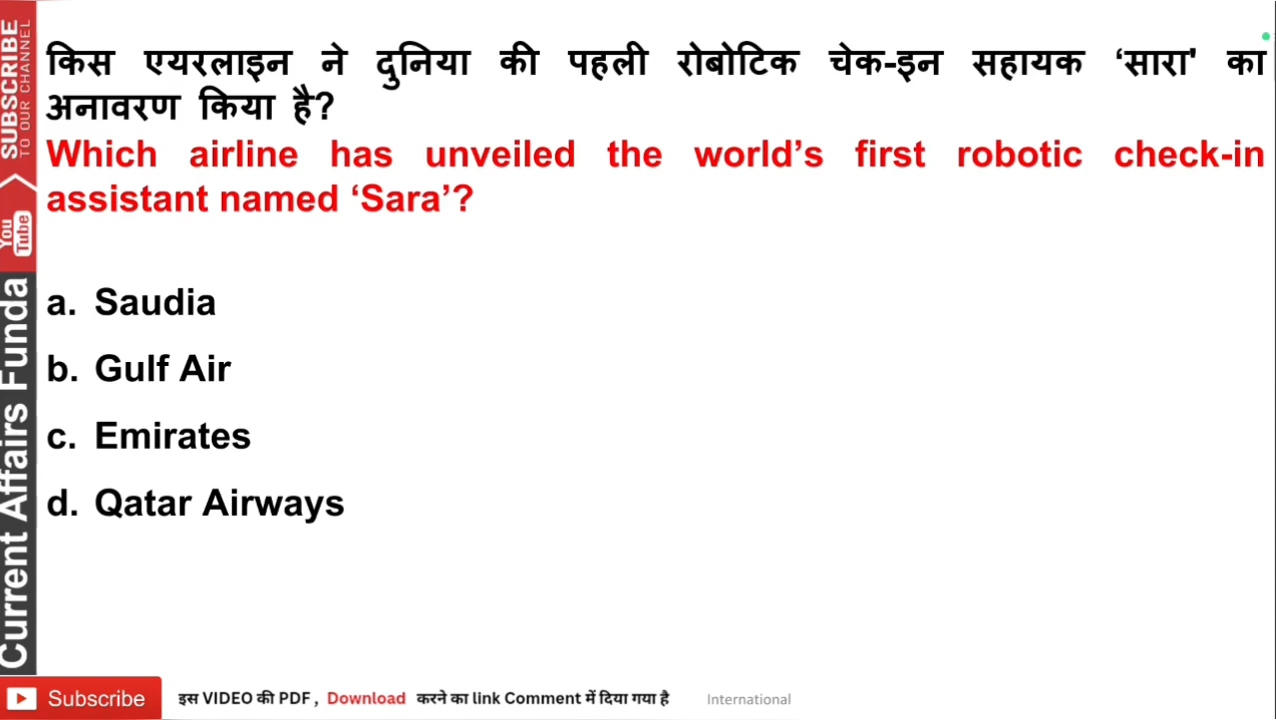 किस एयरलाइन ने दुनिया की पहली रोबोटिक चेक-इन सहायक ‘सारा' का
अनावरण किया है?
Which airline has unveiled the world’s first robotic check-in
assistant named ‘Sara’?
a. Saudia
b. Gulf Air
c. Emirates
d. Qatar Airways
SUBSCRIBE
TO OUR CHANNEL
You
Tube
Current Affairs Funda
Subscribe
इस VIDEO की PDF , Download करने का link Comment में दिया गया है
International